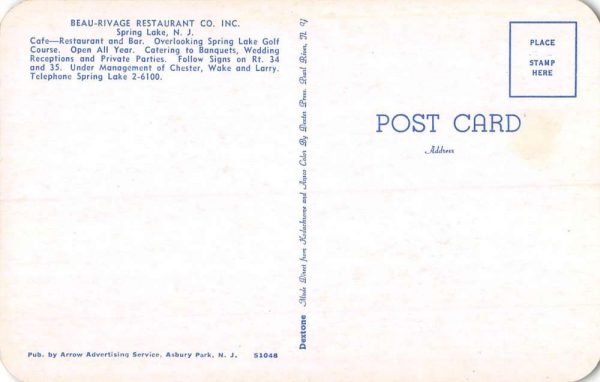 BEAU-RIVAGE RESTAURANT CO. INC.
Spring Lake, N. J.
Cafe—Restaurant and Bar. Overlooking Spring Lake Golf
Course. Open All Year. Catering to Banquets, Wedding
Receptions and Private Parties. Follow Signs on Rt. 34
and 35. Under Management of Chester, Wake and Larry.
Telephone Spring Lake 2-6100.
Pub. by Arrow Advertising Service, Asbury Park, N. J. 51048
Dextone Made Direct from Kodachrome and Ansco Color By Dexter Press, Pearl River, N. Y
PLACE
STAMP
HERE
POST CARD
Address